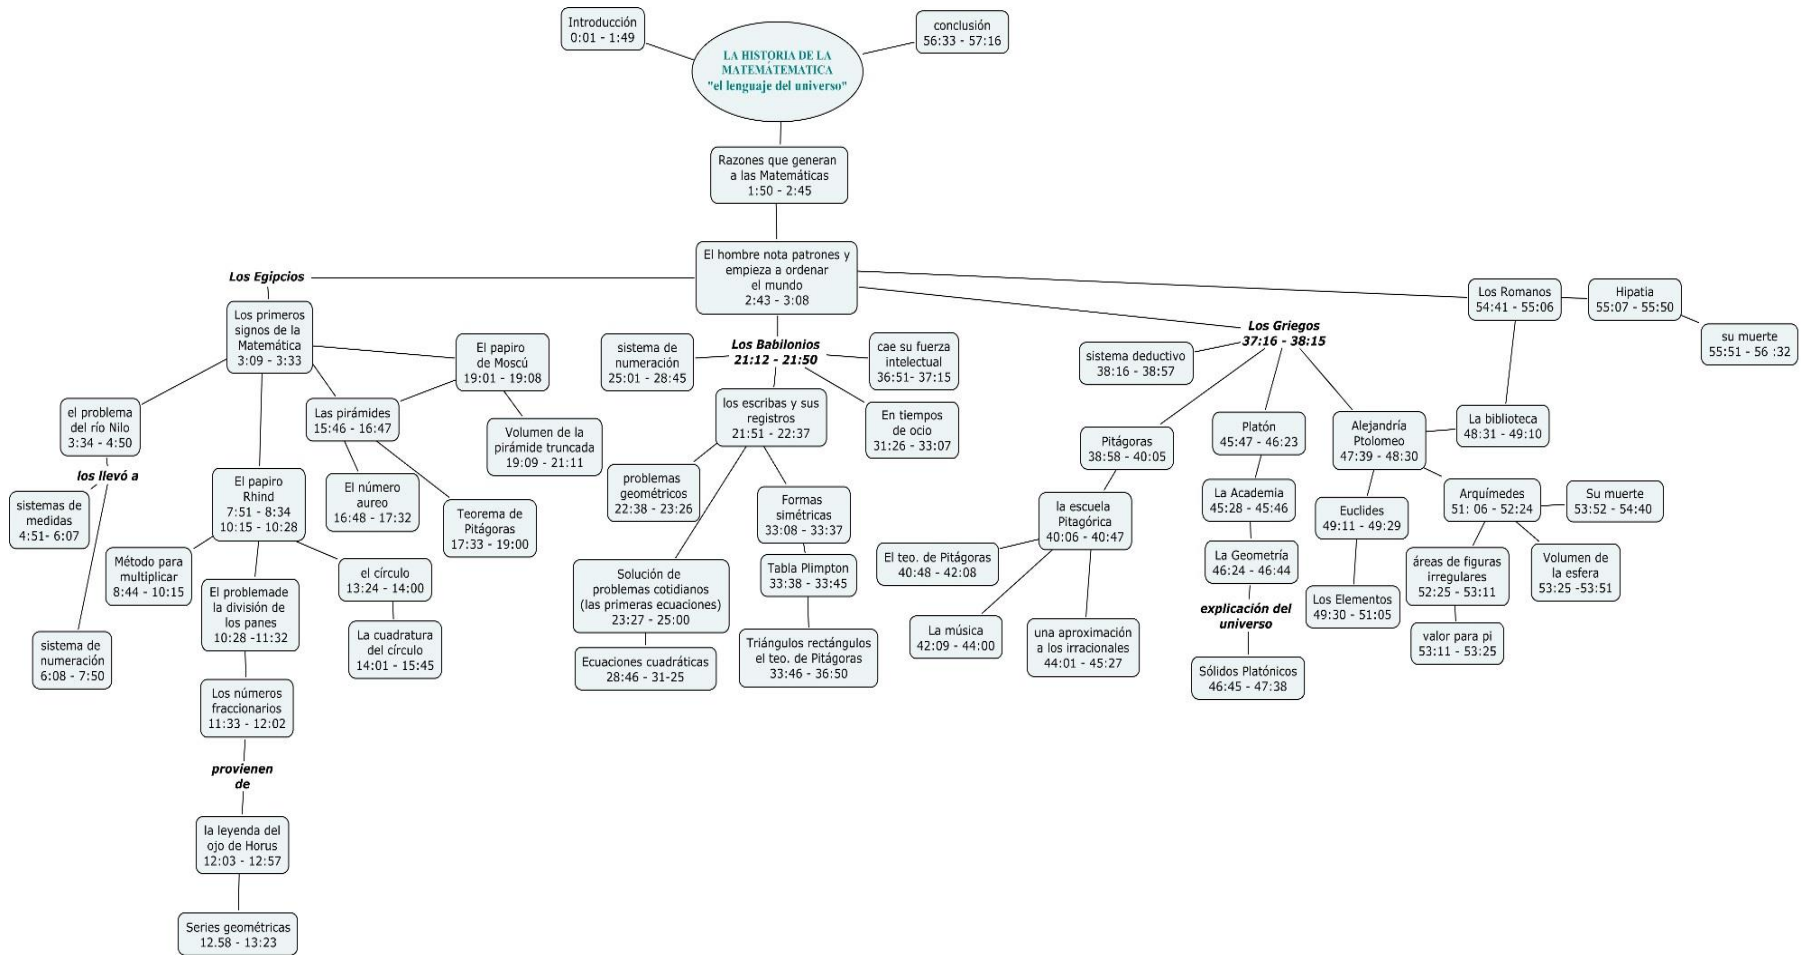 Introducción
0:01 - 1:49
conclusión
56:33 - 57:16
LA HISTORIA DE LA
MATEMÁTEMATICA
"el lenguaje del universo"
Razones que generan
a las Matemáticas
1:50 - 2:45
El hombre nota patrones y
empieza a ordenar
el mundo
2:43 - 3:08
Los Egipcios
Los primeros
signos de la
Matemática
3:09 - 3:33
el problema
del río Nilo
3:34 - 4:50
los llevó a
sistemas de
medidas
4:51- 6:07
sistema de
numeración
6:08 - 7:50
El papiro
Rhind
7:51 - 8:34
10:15 - 10:28
Método para
multiplicar
8:44 - 10:15
El problemade
la división de
los panes
10:28 -11:32
Los números
fraccionarios
11:33 - 12:02
provienen
de
la leyenda del
ojo de Horus
12:03 - 12:57
Series geométricas
12.58 - 13:23
el círculo
13:24 - 14:00
La cuadratura
del círculo
14:01 - 15:45
Las pirámides
15:46 - 16:47
El número
aureo
16:48 - 17:32
Teorema de
Pitágoras
17:33 - 19:00
El papiro
de Moscú
19:01 - 19:08
Volumen de la
pirámide truncada
19:09 - 21:11
Los Babilonios
21:12 - 21:50
sistema de
numeración
25:01 - 28:45
cae su fuerza
intelectual
36:51- 37:15
los escribas y sus
registros
21:51 - 22:37
En tiempos
de ocio
31:26 - 33:07
problemas
geométricos
22:38 - 23:26
Solución de
problemas cotidianos
(las primeras ecuaciones)
23:27 - 25:00
Ecuaciones cuadráticas
28:46 - 31-25
Formas
simétricas
33:08 - 33:37
Tabla Plimpton
33:38 - 33:45
Triángulos rectángulos
el teo. de Pitágoras
33:46 - 36:50
Los Griegos
37:16 - 38:15
sistema deductivo
38:16 - 38:57
Pitágoras
38:58 - 40:05
la escuela
Pitagórica
40:06 - 40:47
El teo. de Pitágoras
40:48 - 42:08
La música
42:09 - 44:00
una aproximación
a los irracionales
44:01 - 45:27
Platón
45:47 - 46:23
La Academia
45:28 - 45:46
La Geometría
46:24 - 46:44
explicación del
universo
Sólidos Platónicos
46:45 - 47:38
Alejandría
Ptolomeo
47:39 - 48:30
La biblioteca
48:31 - 49:10
Euclides
49:11 - 49:29
Los Elementos
49:30 - 51:05
Arquímedes
51: 06 - 52:24
Su muerte
53:52 - 54:40
áreas de figuras
irregulares
52:25 - 53:11
valor para pi
53:11 - 53:25
Volumen de
la esfera
53:25 -53:51
Los Romanos
54:41 - 55:06
Hipatia
55:07 - 55:50
su muerte
55:51 - 56 :32